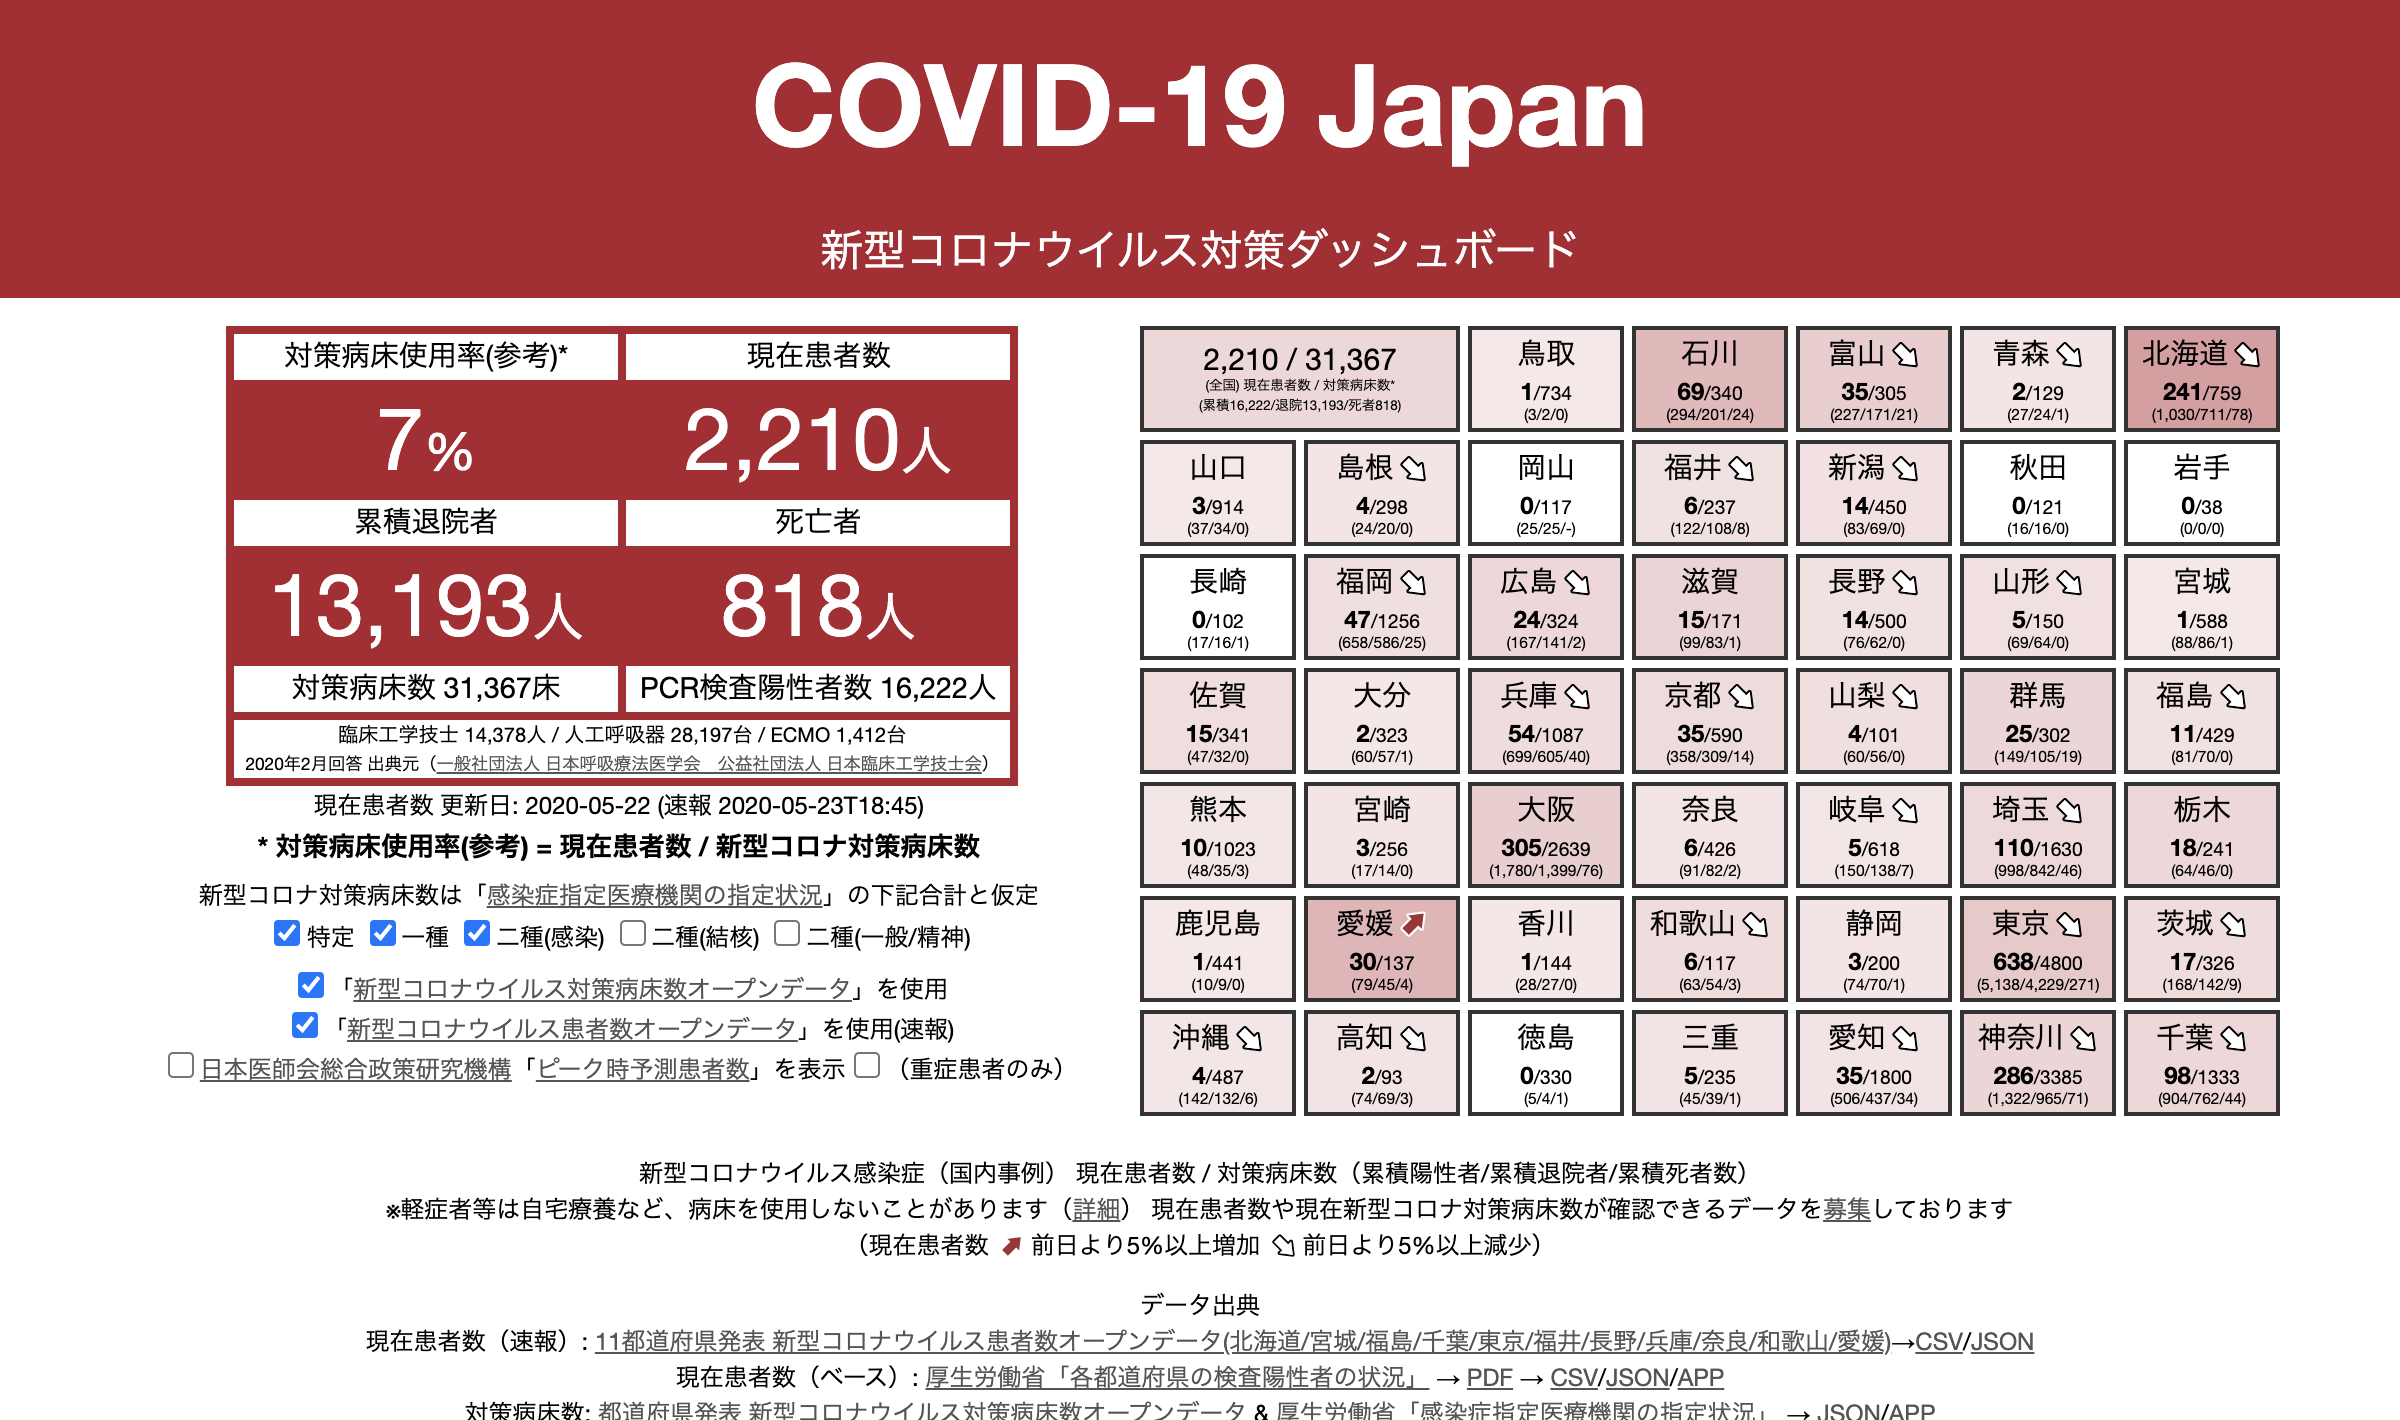 COVID-19 Japan
新型コロナウイルス対策ダッシュボード
対策病床使用率(参考)*
現在患者数
7%
2,210人
累積退院者
死亡者
13,193人
818人
対策病床数 31,367床
PCR検査陽性者数 16,222人
臨床工学技士 14,378人 / 人工呼吸器 28,197台 / ECMO 1,412台
2020年2月回答 出典元（一般社団法人 日本呼吸療法医学会　公益社団法人 日本臨床工学技士会）
現在患者数 更新日: 2020-05-22 (速報 2020-05-23T18:45)
* 対策病床使用率(参考) = 現在患者数 / 新型コロナ対策病床数
新型コロナ対策病床数は「感染症指定医療機関の指定状況」の下記合計と仮定
特定 一種 二種(感染) 二種(結核) 二種(一般/精神)
「新型コロナウイルス対策病床数オープンデータ」を使用
「新型コロナウイルス患者数オープンデータ」を使用(速報)
日本医師会総合政策研究機構「ピーク時予測患者数」を表示 （重症患者のみ）
2,210 / 31,367
(全国) 現在患者数 / 対策病床数*
(累積16,222/退院13,193/死者818)
鳥取
1/734
(3/2/0)
石川
69/340
(294/201/24)
富山
35/305
(227/171/21)
青森
2/129
(27/24/1)
北海道
241/759
(1,030/711/78)
山口
3/914
(37/34/0)
島根
4/298
(24/20/0)
岡山
0/117
(25/25/-)
福井
6/237
(122/108/8)
新潟
14/450
(83/69/0)
秋田
0/121
(16/16/0)
岩手
0/38
(0/0/0)
長崎
0/102
(17/16/1)
福岡
47/1256
(658/586/25)
広島
24/324
(167/141/2)
滋賀
15/171
(99/83/1)
長野
14/500
(76/62/0)
山形
5/150
(69/64/0)
宮城
1/588
(88/86/1)
佐賀
15/341
(47/32/0)
大分
2/323
(60/57/1)
兵庫
54/1087
(699/605/40)
京都
35/590
(358/309/14)
山梨
4/101
(60/56/0)
群馬
25/302
(149/105/19)
福島
11/429
(81/70/0)
熊本
10/1023
(48/35/3)
宮崎
3/256
(17/14/0)
大阪
305/2639
(1,780/1,399/76)
奈良
6/426
(91/82/2)
岐阜
5/618
(150/138/7)
埼玉
110/1630
(998/842/46)
栃木
18/241
(64/46/0)
鹿児島
1/441
(10/9/0)
愛媛
30/137
(79/45/4)
香川
1/144
(28/27/0)
和歌山
6/117
(63/54/3)
静岡
3/200
(74/70/1)
東京
638/4800
(5,138/4,229/271)
茨城
17/326
(168/142/9)
沖縄
4/487
(142/132/6)
高知
2/93
(74/69/3)
徳島
0/330
(5/4/1)
三重
5/235
(45/39/1)
愛知
35/1800
(506/437/34)
神奈川
286/3385
(1,322/965/71)
千葉
98/1333
(904/762/44)
新型コロナウイルス感染症（国内事例） 現在患者数 / 対策病床数（累積陽性者/累積退院者/累積死者数）
※軽症者等は自宅療養など、病床を使用しないことがあります（詳細） 現在患者数や現在新型コロナ対策病床数が確認できるデータを募集しております
（現在患者数 前日より5%以上増加 前日より5%以上減少）
データ出典
現在患者数（速報）: 11都道府県発表 新型コロナウイルス患者数オープンデータ(北海道/宮城/福島/千葉/東京/福井/長野/兵庫/奈良/和歌山/愛媛)→CSV/JSON
現在患者数（ベース）: 厚生労働省「各都道府県の検査陽性者の状況」 → PDF → CSV/JSON/APP
対策病床数: 都道府県発表 新型コロナウイルス対策病床数オープンデータ & 厚生労働省「感染症指定医療機関の指定状況」 → JSON/APP